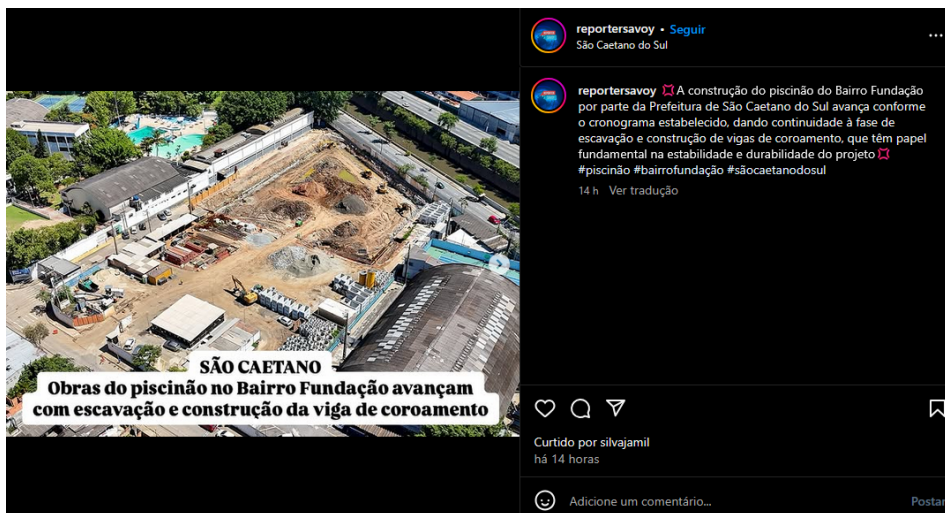 SÃO CAETANO
Obras do piscinão no Bairro Fundação avançam
com escavação e construção da viga de coroamento
reportersavoy • Seguir
São Caetano do Sul
reportersavoy 💢 A construção do piscinão do Bairro Fundação
por parte da Prefeitura de São Caetano do Sul avança conforme
o cronograma estabelecido, dando continuidade à fase de
escavação e construção de vigas de coroamento, que têm papel
fundamental na estabilidade e durabilidade do projeto 💢
#piscinão #bairrofundação #sãocaetanodosul
14 h Ver tradução
Curtido por silvajamil
há 14 horas
Adicione um comentário...
Postar